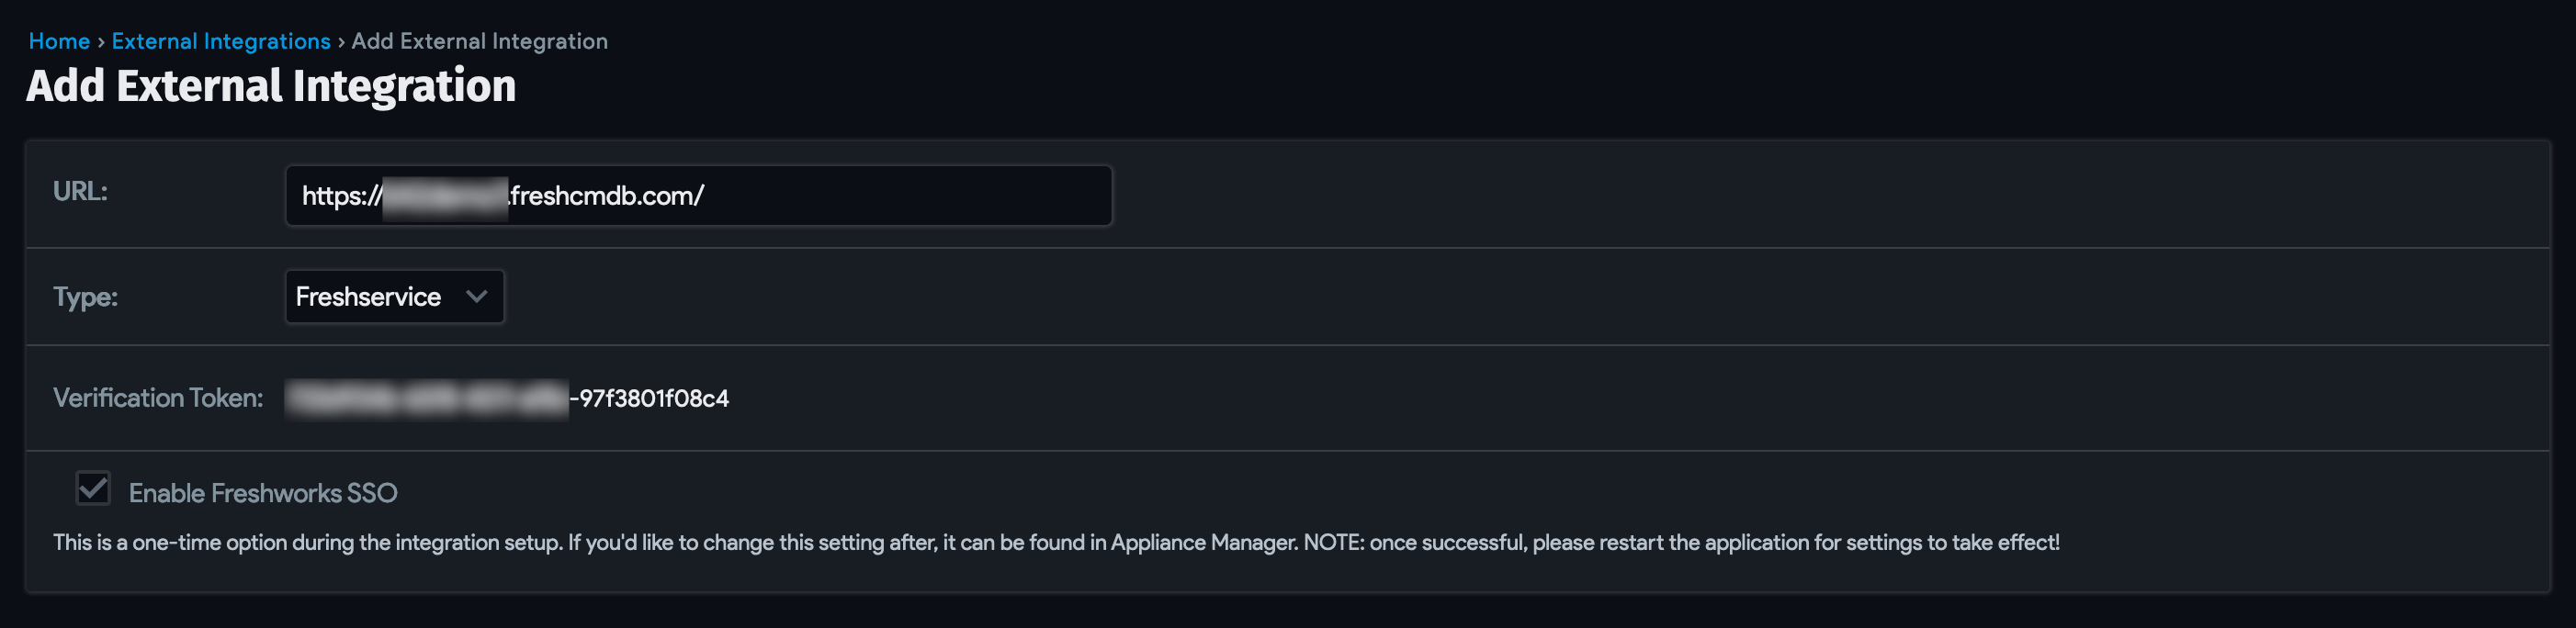 Home › External Integrations › Add External Integration
Add External Integration
URL: https://.freshcmdb.com/
Type: Freshservice
Verification Token: -97f3801f08c4
Enable Freshworks SSO
This is a one-time option during the integration setup. If you'd like to change this setting after, it can be found in Appliance Manager. NOTE: once successful, please restart the application for settings to take effect!